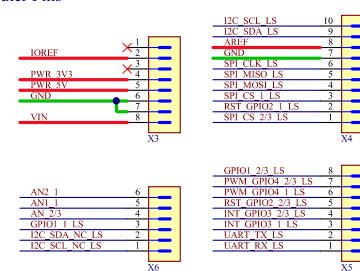 1
IOREF 2
3
PWR_3V3 4
PWR_5V 5
GND 6
7
VIN 8
X3
I2C_SCL_LS 10
I2C_SDA_LS 9
AREF 8
GND 7
SPI_CLK_LS 6
SPI_MISO_LS 5
SPI_MOSI_LS 4
SPI_CS_1_LS 3
RST_GPIO2_1_LS 2
SPI_CS_2/3_LS 1
X4
AN2_1 6
AN1_1 5
AN_2/3 4
GPIO1_1_LS 3
I2C_SDA_NC_LS 2
I2C_SCL_NC_LS 1
X6
GPIO1_2/3_LS 8
PWM_GPIO4_2/3_LS 7
PWM_GPIO4_1_LS 6
RST_GPIO2_2/3_LS 5
INT_GPIO3_2/3_LS 4
INT_GPIO3_1_LS 3
UART_TX_LS 2
UART_RX_LS 1
X5